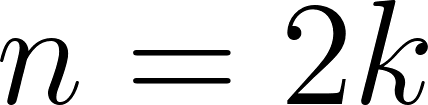 n = 2k